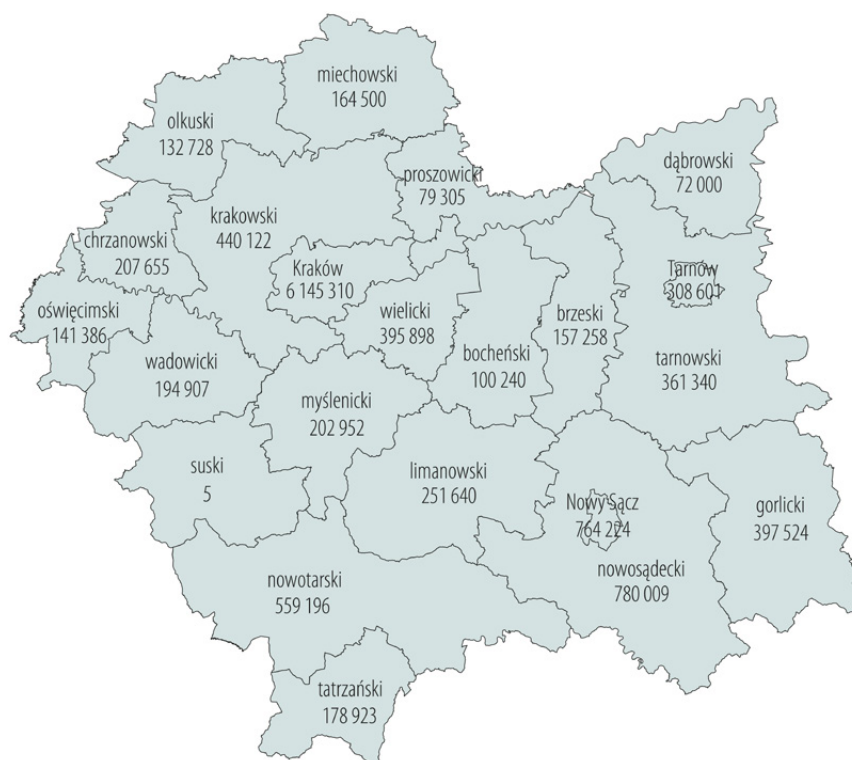 miechowski
164 500
olkuski
132 728
dąbrowski
72 000
proszowicki
79 305
krakowski
440 122
chrzanowski
207 655
Kraków
6 145 310
Tarnów
308 601
oświęcimski
141 386
wielicki
395 898
brzeski
157 258
bocheński
100 240
wadowicki
194 907
tarnowski
361 340
myślenicki
202 952
suski
5
limanowski
251 640
Nowy Sącz
764 224
gorlicki
397 524
nowosądecki
780 009
nowotarski
559 196
tatrzański
178 923